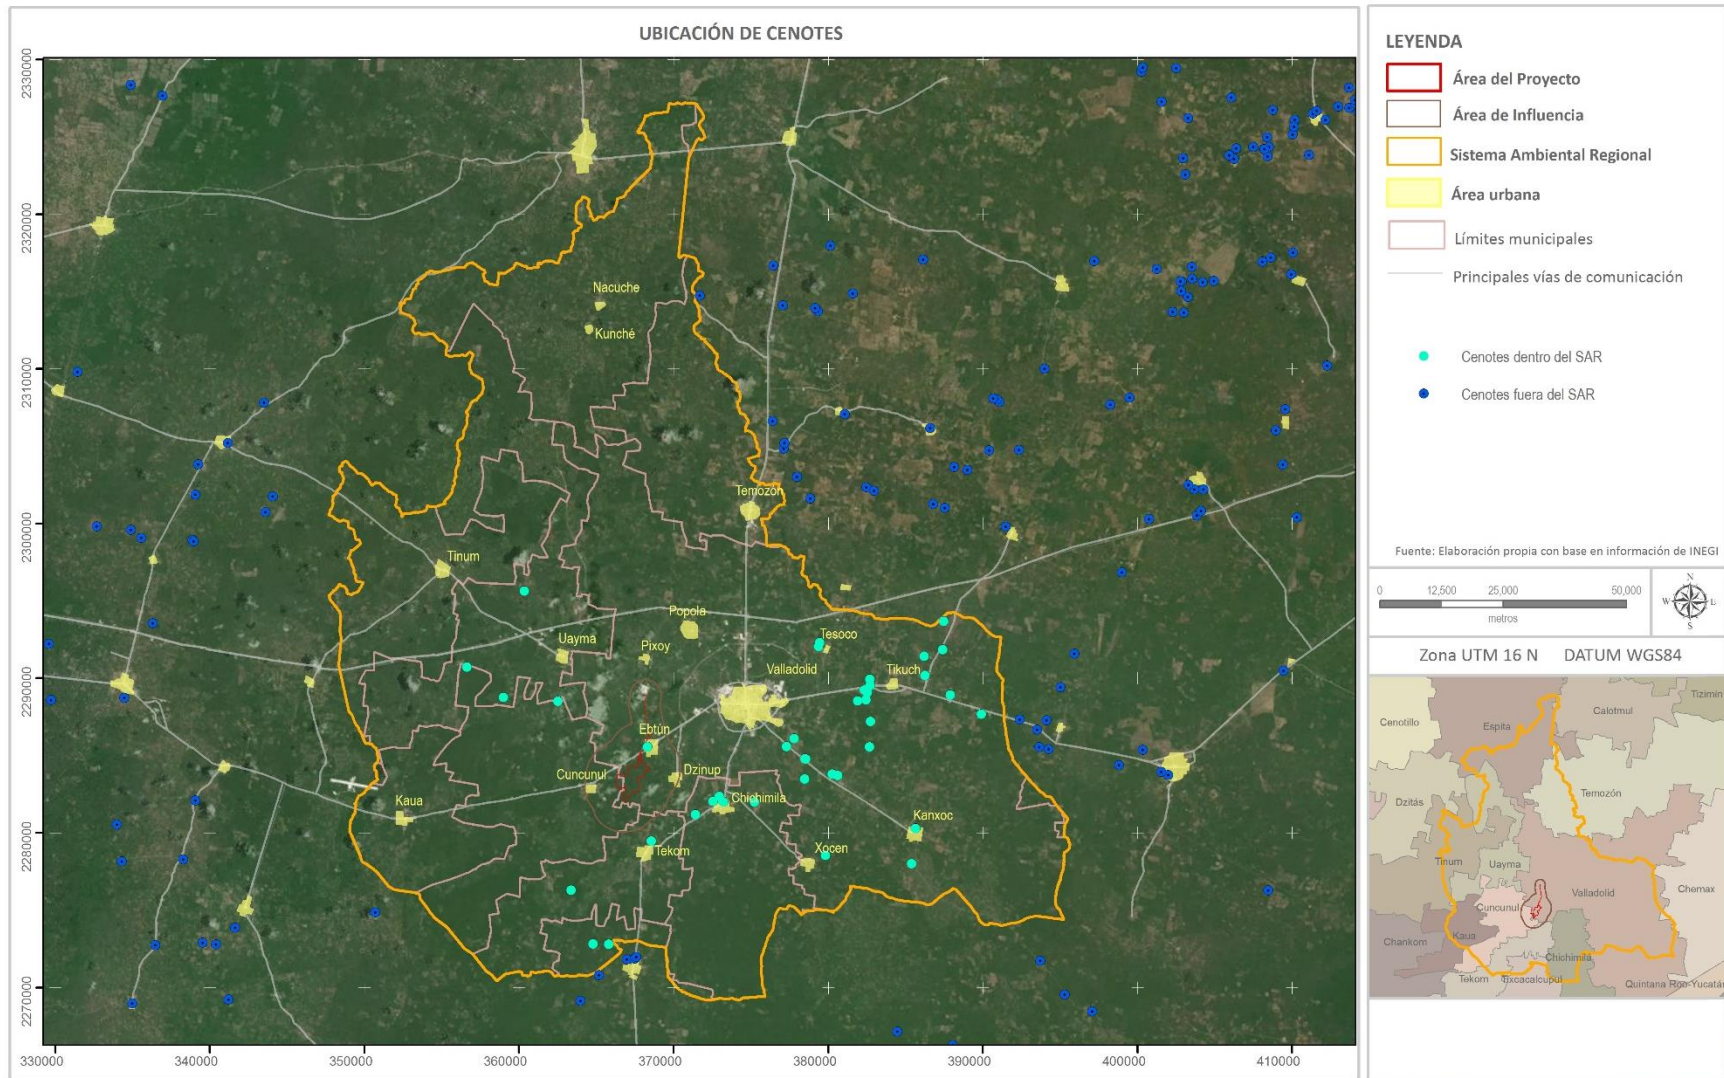 UBICACIÓN DE CENOTES
2330000
2320000
2310000
2300000
2290000
2280000
2270000
330000
340000
350000
360000
370000
380000
390000
400000
410000
Nacuche
Kunché
Temozón
Tinum
Popola
Uayma
Pixoy
Tesoco
Valladolid
Tikuch
Ebtún
Cuncunul
Dzinup
Kaua
Chichimila
Kanxoc
Tekom
Xocen
LEYENDA
Área del Proyecto
Área de Influencia
Sistema Ambiental Regional
Área urbana
Límites municipales
Principales vías de comunicación
Cenotes dentro del SAR
Cenotes fuera del SAR
Fuente: Elaboración propia con base en información de INEGI
0 12,500 25,000 50,000
metros
N
W E
S
Zona UTM 16 N DATUM WGS84
Tizimin
Cenotillo
Espita
Calotmul
Dzitás
Temozón
Tinum
Uayma
Chemax
Valladolid
Cuncunul
Kaua
Chankom
Chichimilá
Tekom
Tixcacalcupul
Quintana Roo-Yucatán